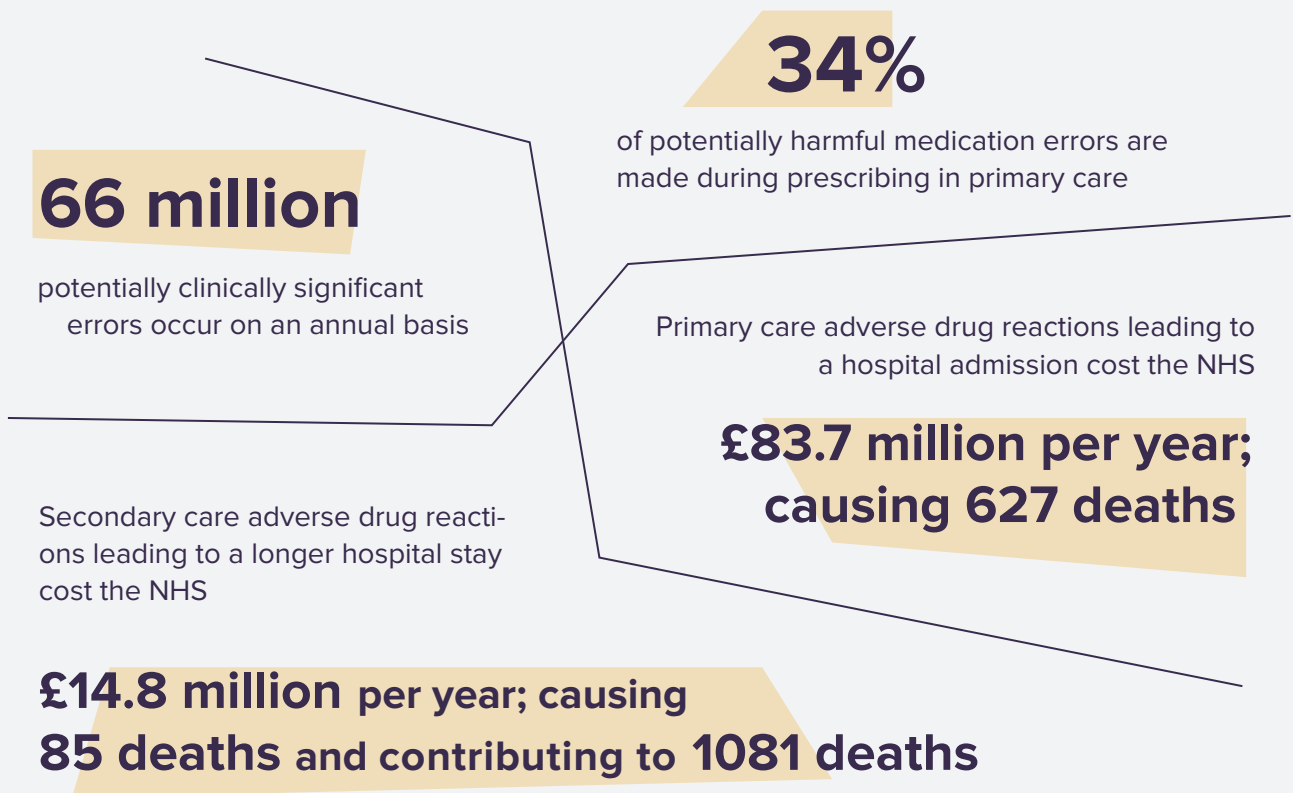 34%
of potentially harmful medication errors are
made during prescribing in primary care
66 million
potentially clinically significant
errors occur on an annual basis
Primary care adverse drug reactions leading to
a hospital admission cost the NHS
£83.7 million per year;
causing 627 deaths
Secondary care adverse drug reacti-
ons leading to a longer hospital stay
cost the NHS
£14.8 million per year; causing
85 deaths and contributing to 1081 deaths